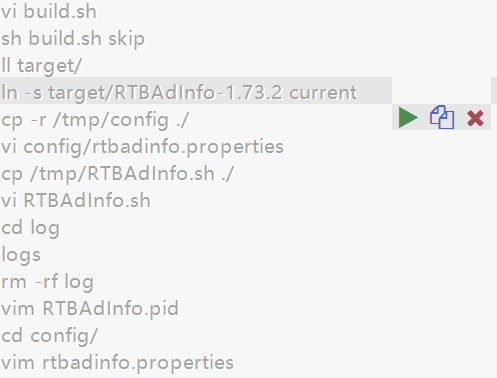 vi build.sh
sh build.sh skip
ll target/
ln -s target/RTBAdInfo-1.73.2 current
cp -r /tmp/config ./
vi config/rtbadinfo.properties
cp /tmp/RTBAdInfo.sh ./
vi RTBAdInfo.sh
cd log
logs
rm -rf log
vim RTBAdInfo.pid
cd config/
vim rtbadinfo.properties